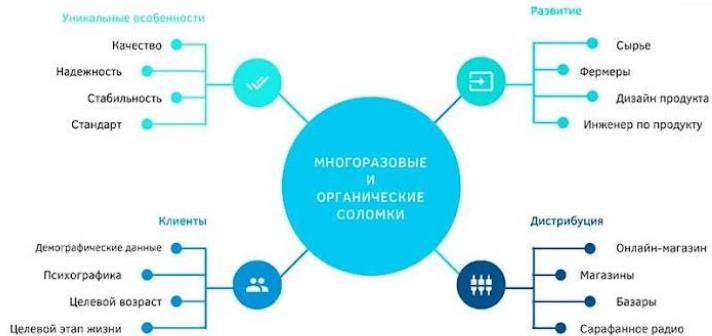 Уникальные особенности
Качество
Надежность
Стабильность
Стандарт
Развитие
Сырье
Фермеры
Дизайн продукта
Инженер по продукту
МНОГОРАЗОВЫЕ
И
ОРГАНИЧЕСКИЕ
СОЛОМКИ
Клиенты
Демографические данные
Психографика
Целевой возраст
Целевой этап жизни
Дистрибуция
Онлайн-магазин
Магазины
Базары
Сарафанное радио